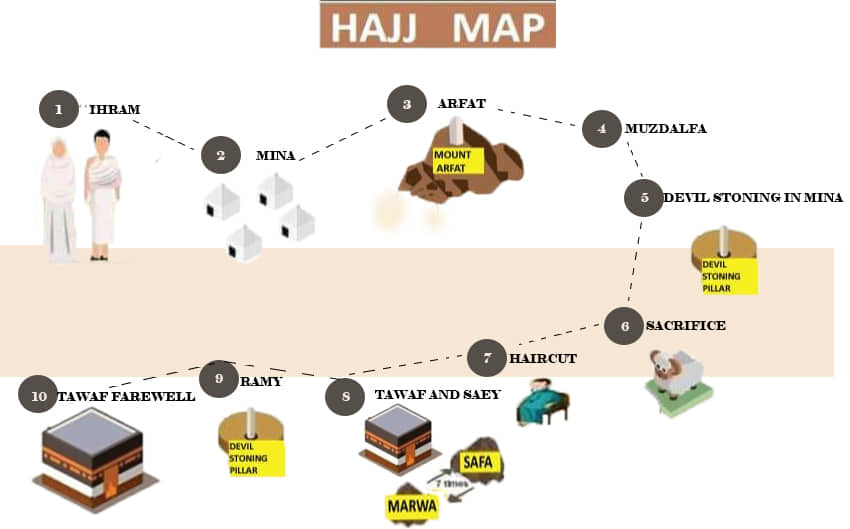 HAJJ MAP
1 IHRAM
2 MINA
3 ARFAT
MOUNT
ARFAT
4 MUZDALFA
5 DEVIL STONING IN MINA
DEVIL
STONING
PILLAR
6 SACRIFICE
7 HAIRCUT
8 TAWAF AND SAEY
SAFA
7 times
MARWA
9 RAMY
DEVIL
STONING
PILLAR
10 TAWAF FAREWELL